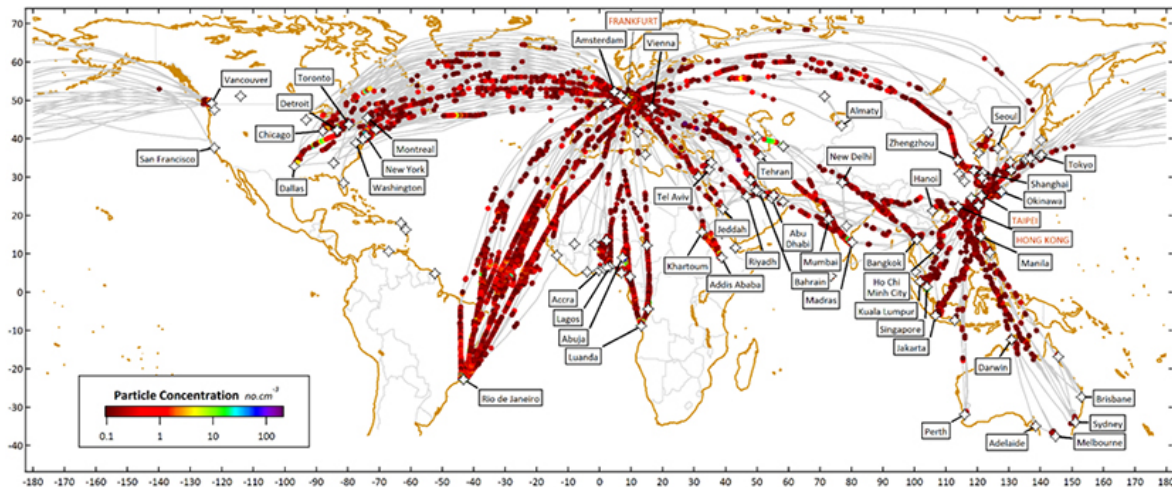 FRANKFURT
Amsterdam
Vienna
Vancouver
Toronto
Detroit
Chicago
San Francisco
Dallas
Montreal
New York
Washington
Almaty
Seoul
Zhengzhou
New Delhi
Tehran
Hanoi
Tokyo
Shanghai
Okinawa
TAIPEI
HONG KONG
Manila
Tel Aviv
Jeddah
Abu
Dhabi
Riyadh
Mumbai
Bahrain
Madras
Khartoum
Addis Ababa
Bangkok
Ho Chi
Minh City
Kuala Lumpur
Singapore
Jakarta
Accra
Lagos
Abuja
Luanda
Darwin
Rio de Janeiro
Brisbane
Sydney
Melbourne
Perth
Adelaide
Particle Concentration no.cm⁻³
0.1 1 10 100
70
60
50
40
30
20
10
0
-10
-20
-30
-40
-180 -170 -160 -150 -140 -130 -120 -110 -100 -90 -80 -70 -60 -50 -40 -30 -20 -10 0 10 20 30 40 50 60 70 80 90 100 110 120 130 140 150 160 170 180